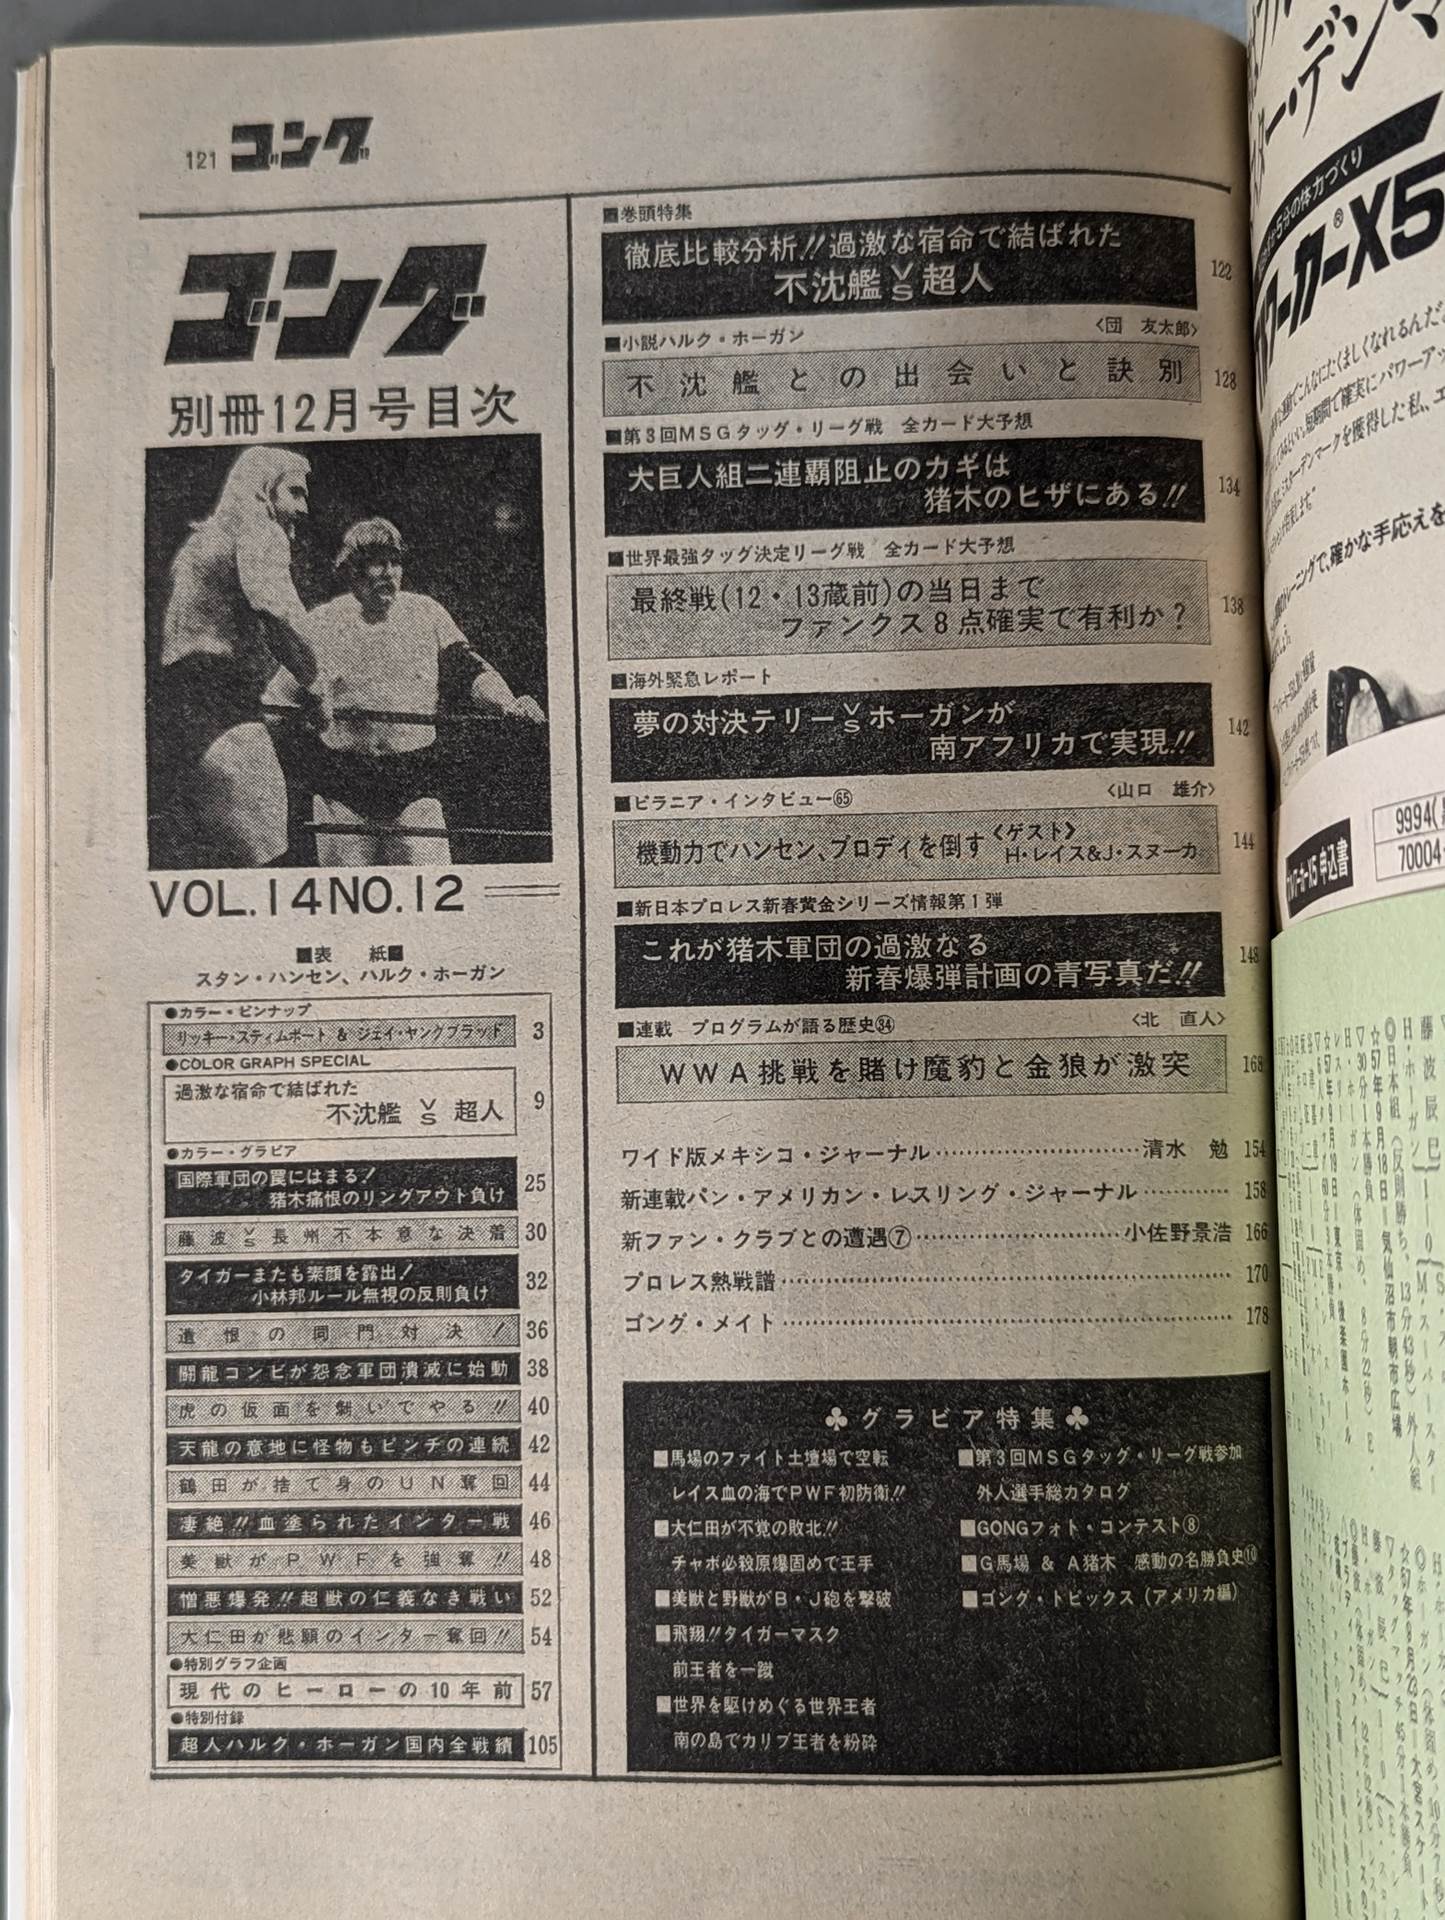 121 ゴング
ゴング
別冊12月号目次
VOL.14 NO.12
■表　紙■
スタン・ハンセン、ハルク・ホーガン
●カラー・ピンナップ
リッキー・スティムボート & ジェイ・ヤングブラッド 3
●COLOR GRAPH SPECIAL
過激な宿命で結ばれた
不沈艦 VS 超人 9
●カラー・グラビア
国際軍団の罠にはまる!
猪木痛恨のリングアウト負け 25
藤波VS長州不本意な決着 30
タイガーまたも素顔を露出!
小林邦ルール無視の反則負け 32
遺恨の同門対決! 36
闘龍コンビが怨念軍団潰滅に始動 38
虎の仮面を剝いでやる!! 40
天龍の意地に怪物もピンチの連続 42
鶴田が捨て身のUN奪回 44
凄絶!!血塗られたインター戦 46
美獣がPWFを強奪!! 48
憎悪爆発!!超獣の仁義なき戦い 52
大仁田が悲願のインター奪回!! 54
●特別グラフ企画
現代のヒーローの10年前 57
●特別付録
超人ハルク・ホーガン国内全戦績 105
■巻頭特集
徹底比較分析!!過激な宿命で結ばれた
不沈艦VS超人 122
〈団　友太郎〉
■小説ハルク・ホーガン
不沈艦との出会いと訣別 128
■第3回MSGタッグ・リーグ戦　全カード大予想
大巨人組二連覇阻止のカギは
猪木のヒザにある!! 134
■世界最強タッグ決定リーグ戦　全カード大予想
最終戦(12・13蔵前)の当日まで
ファンクス8点確実で有利か? 138
■海外緊急レポート
夢の対決テリーVSホーガンが
南アフリカで実現!! 142
〈山口　雄介〉
■ピラニア・インタビュー㊿
機動力でハンセン、ブロディを倒す 《ゲスト》
H・レイス&J・スヌーカ 144
■新日本プロレス新春黄金シリーズ情報第1弾
これが猪木軍団の過激なる
新春爆弾計画の青写真だ!! 148
■連載　プログラムが語る歴史㉞ 〈北　直人〉
WWA挑戦を賭け魔豹と金狼が激突 168
ワイド版メキシコ・ジャーナル……清水　勉 154
新連載パン・アメリカン・レスリング・ジャーナル…… 158
新ファン・クラブとの遭遇⑦……小佐野景浩 166
プロレス熱戦譜…… 170
ゴング・メイト…… 178
♣グラビア特集♣
■馬場のファイト土壇場で空転
レイス血の海でPWF初防衛!!
■大仁田が不覚の敗北!!
チャボ必殺原爆固めで王手
■美獣と野獣がB・J砲を撃破
■飛翔!!タイガーマスク
前王者を一蹴
■世界を駆けめぐる世界王者
南の島でカリブ王者を粉砕
■第3回MSGタッグ・リーグ戦参加
外人選手総カタログ
■GONGフォト・コンテスト⑧
■G馬場 & A猪木　感動の名勝負史⑩
■ゴング・トピックス（アメリカ編）
5分の体力づくり
ワーカー®X5
確かな手応えを
申込書
9994
70004